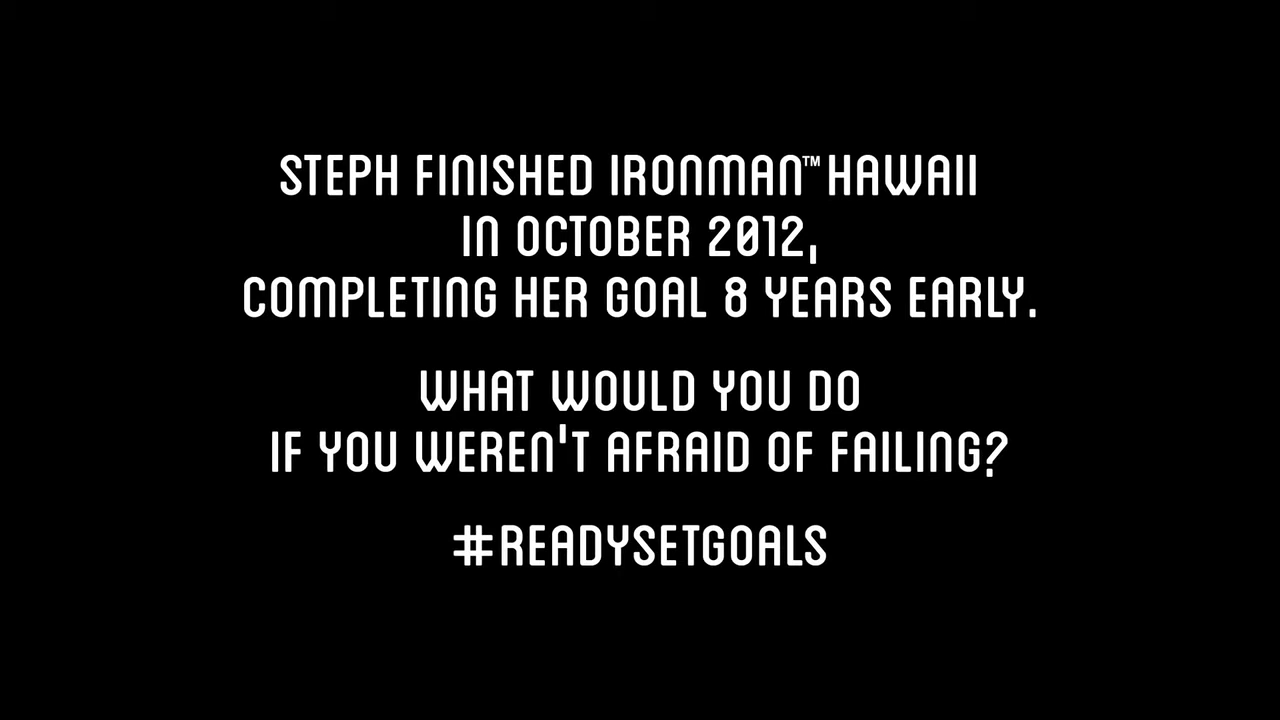 STEPH FINISHED IRONMAN™ HAWAII
IN OCTOBER 2012,
COMPLETING HER GOAL 8 YEARS EARLY.
WHAT WOULD YOU DO
IF YOU WEREN'T AFRAID OF FAILING?
#READYSETGOALS